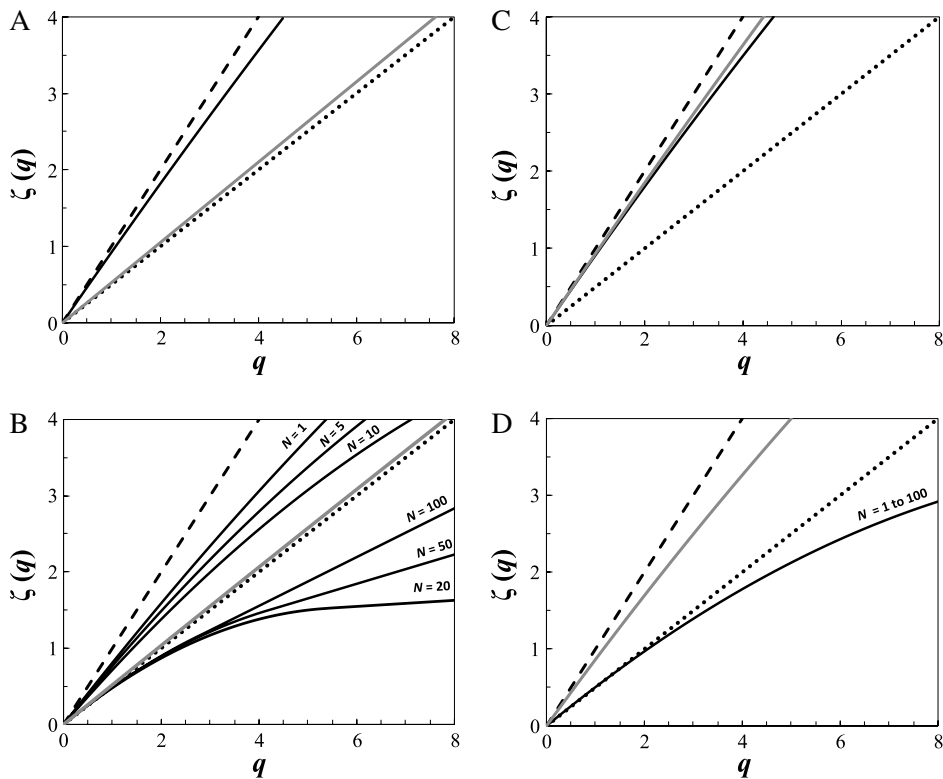 A
4
3
2
1
0
ζ (q)
0 2 4 6 8
q
C
4
3
2
1
0
ζ (q)
0 2 4 6 8
q
B
4
3
2
1
0
ζ (q)
N = 1
N = 5
N = 10
N = 100
N = 50
N = 20
0 2 4 6 8
q
D
4
3
2
1
0
ζ (q)
N = 1 to 100
0 2 4 6 8
q